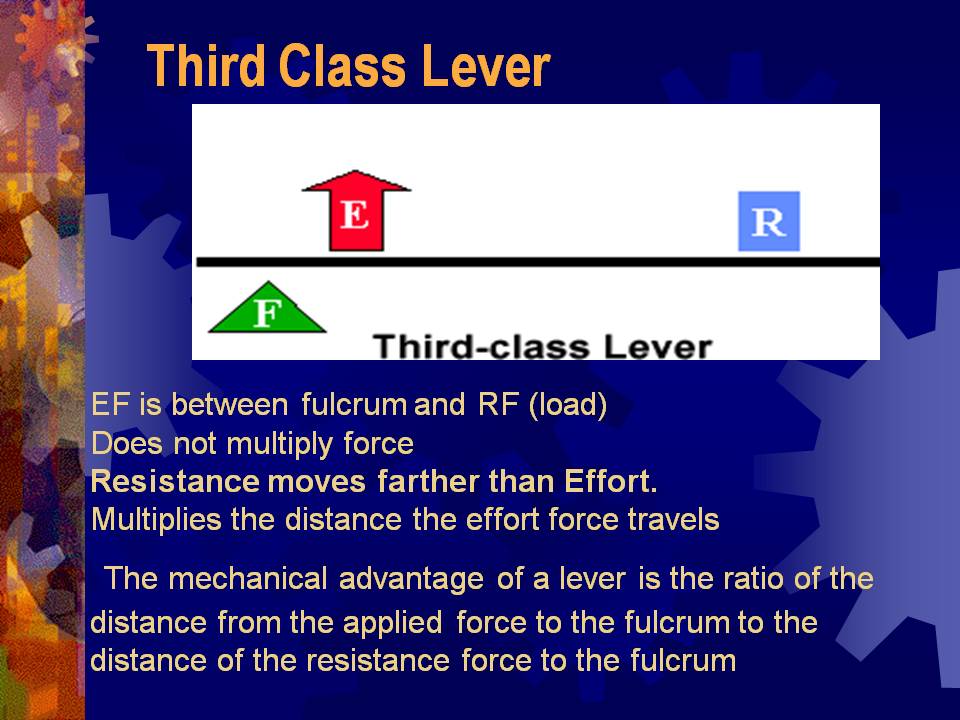 Third Class Lever
E
R
F
Third-class Lever
EF is between fulcrum and RF (load)
Does not multiply force
Resistance moves farther than Effort.
Multiplies the distance the effort force travels
The mechanical advantage of a lever is the ratio of the
distance from the applied force to the fulcrum to the
distance of the resistance force to the fulcrum